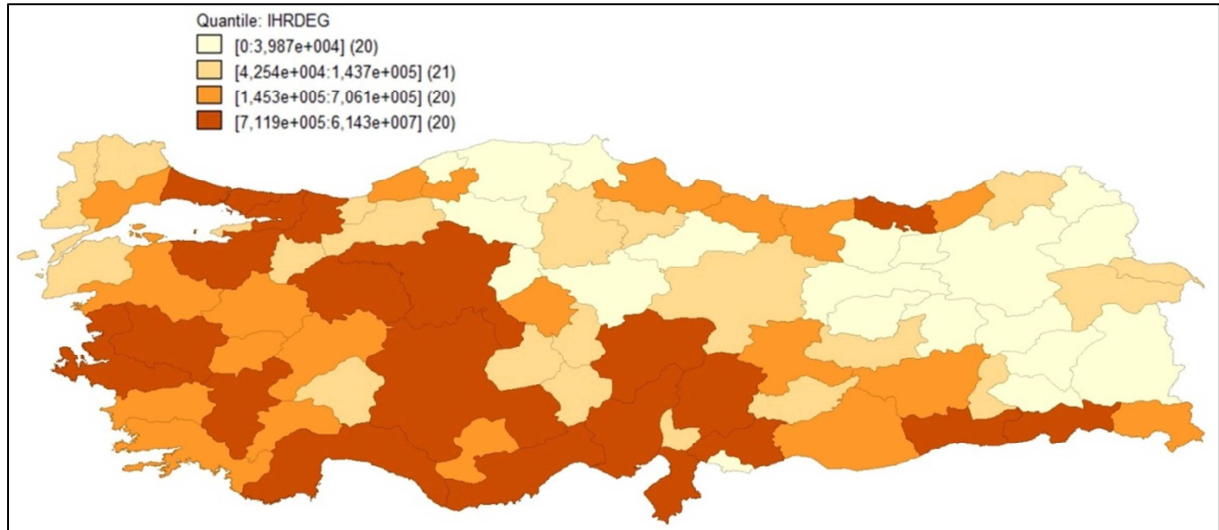 Quantile: IHRDEG
[0:3,987e+004] (20)
[4,254e+004:1,437e+005] (21)
[1,453e+005:7,061e+005] (20)
[7,119e+005:6,143e+007] (20)